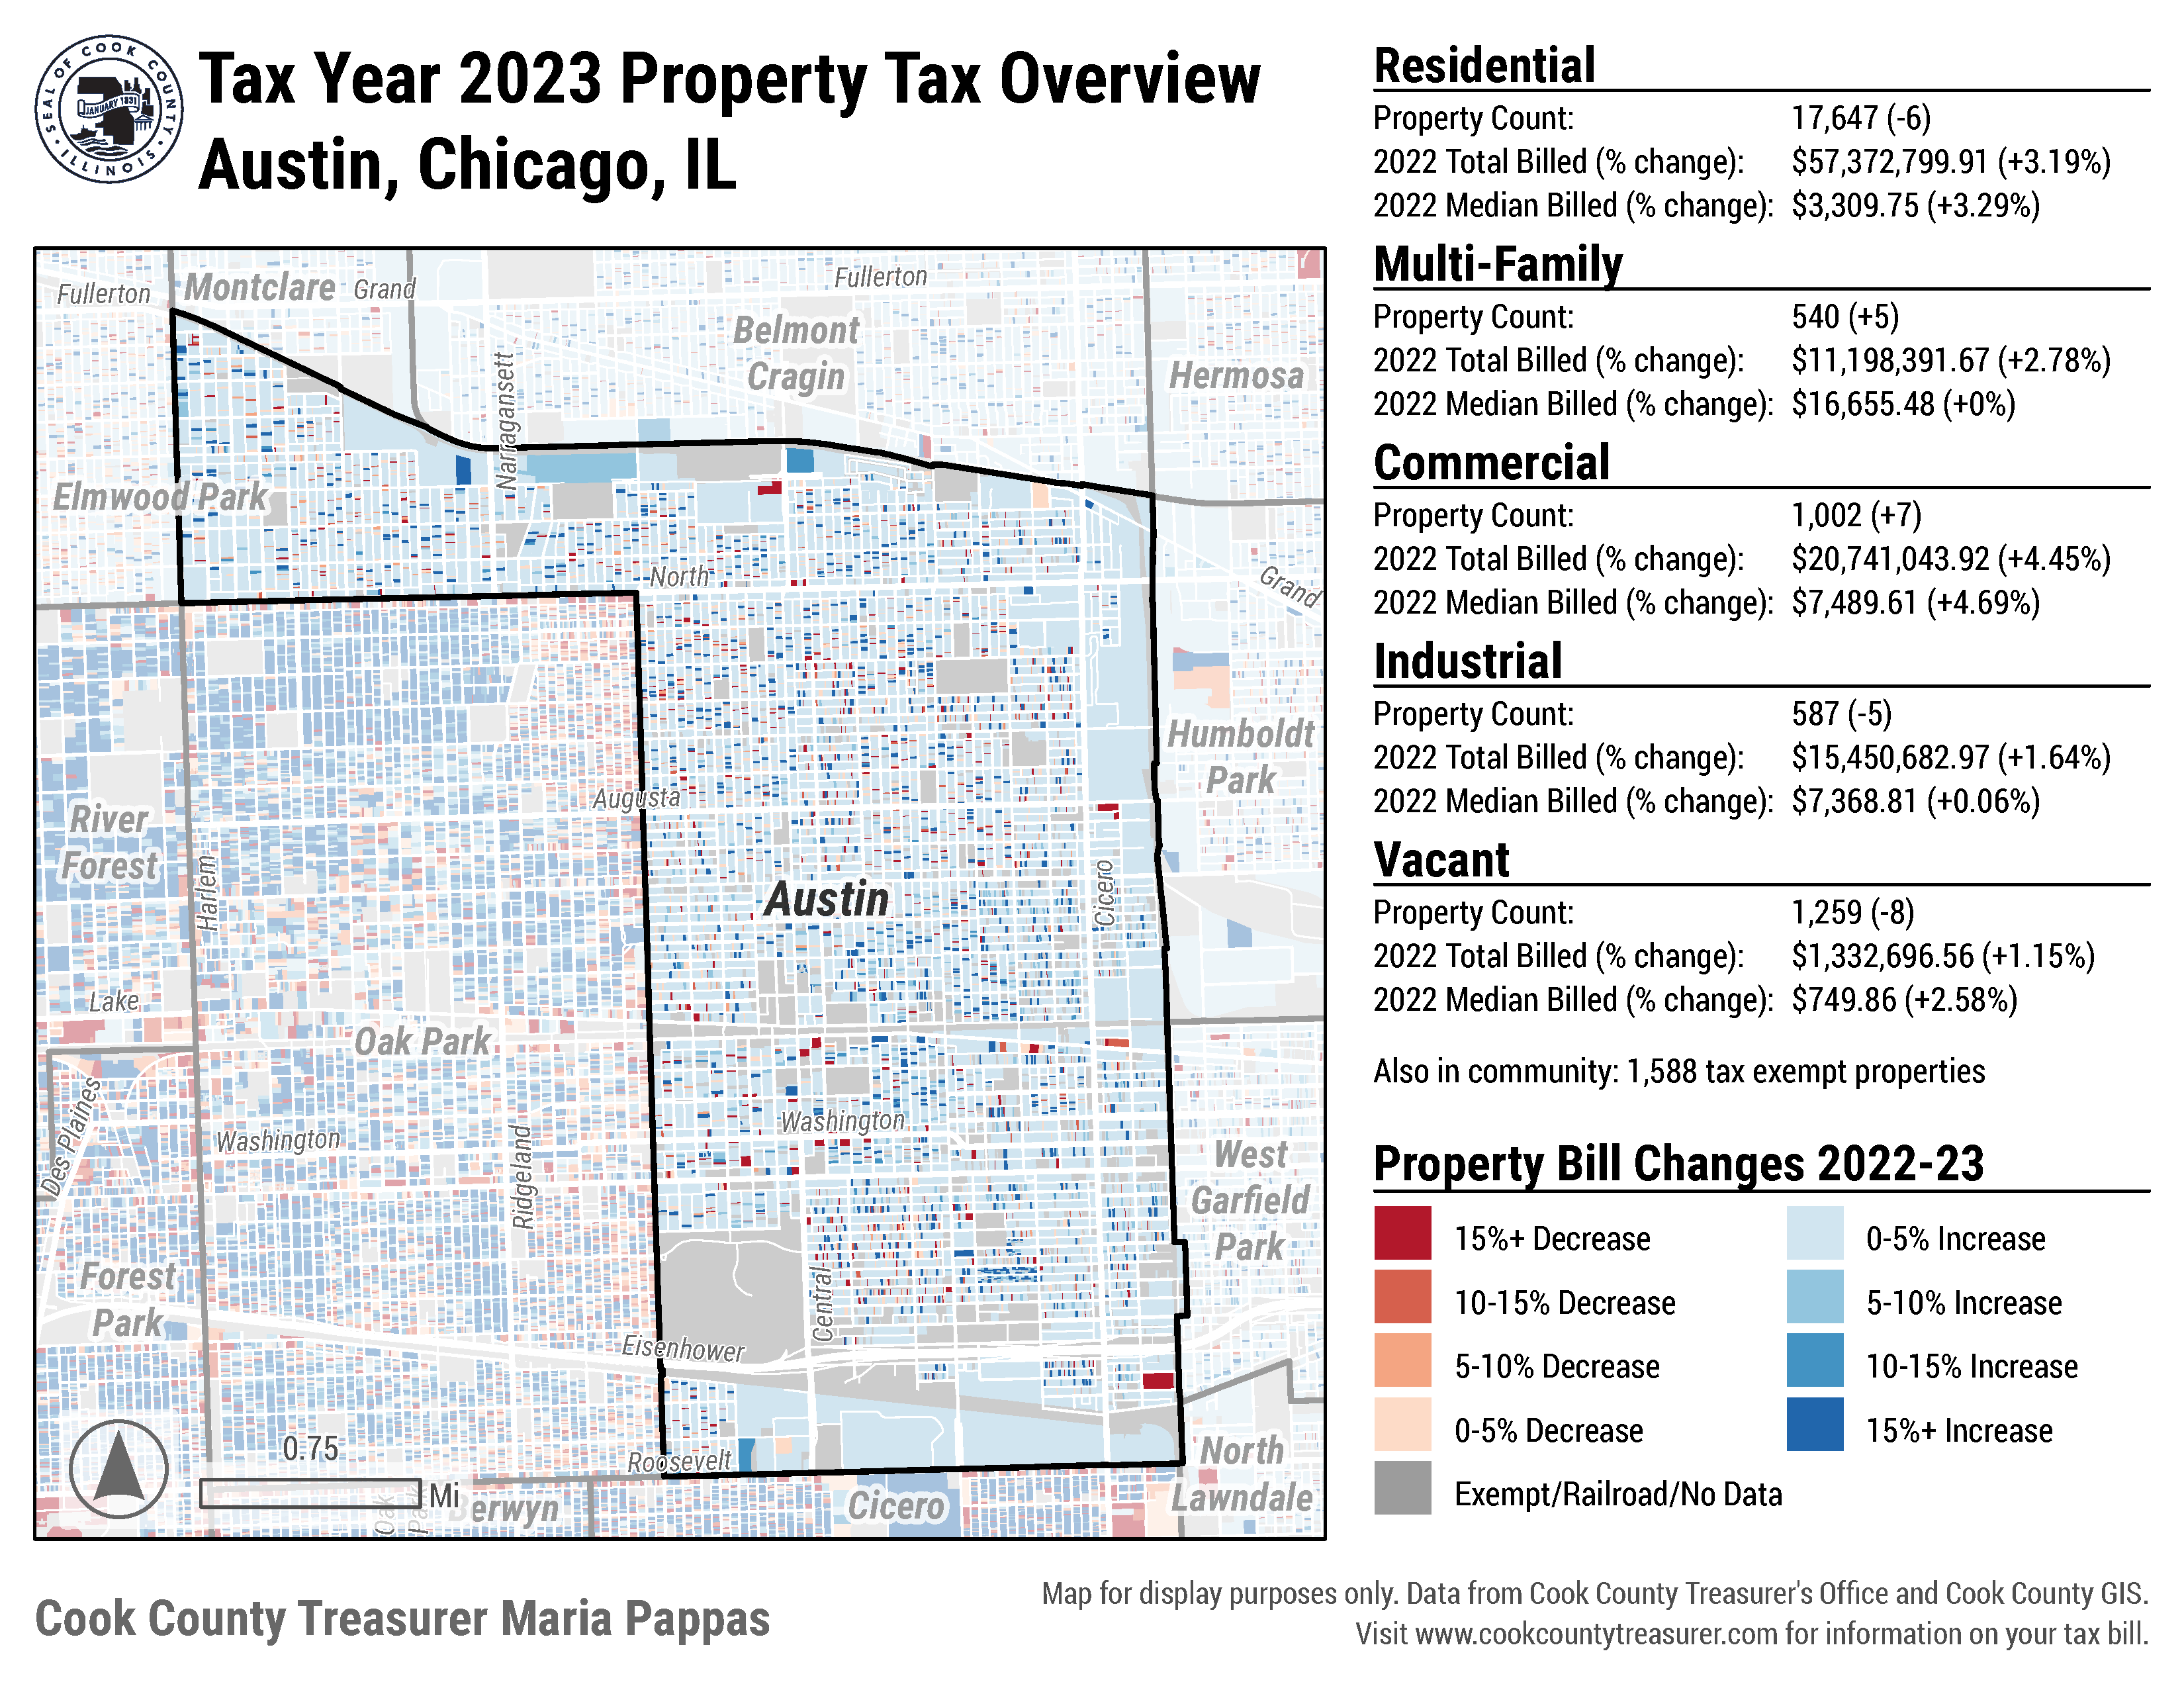 SEAL OF COOK COUNTY
JANUARY 1831
ILLINOIS
Tax Year 2023 Property Tax Overview
Austin, Chicago, IL
Fullerton
Montclare
Grand
Fullerton
Belmont
Cragin
Narragansett
Hermosa
Elmwood Park
North
Grand
Humboldt
Park
Augusta
River
Forest
Harlem
Austin
Cicero
Lake
Oak Park
Des Plaines
Washington
Washington
Ridgeland
West
Garfield
Park
Forest
Park
Central
Eisenhower
0.75
Mi
Roosevelt
North
Lawndale
Oak
erwyn
Cicero
Residential
Property Count: 17,647 (-6)
2022 Total Billed (% change): $57,372,799.91 (+3.19%)
2022 Median Billed (% change): $3,309.75 (+3.29%)
Multi-Family
Property Count: 540 (+5)
2022 Total Billed (% change): $11,198,391.67 (+2.78%)
2022 Median Billed (% change): $16,655.48 (+0%)
Commercial
Property Count: 1,002 (+7)
2022 Total Billed (% change): $20,741,043.92 (+4.45%)
2022 Median Billed (% change): $7,489.61 (+4.69%)
Industrial
Property Count: 587 (-5)
2022 Total Billed (% change): $15,450,682.97 (+1.64%)
2022 Median Billed (% change): $7,368.81 (+0.06%)
Vacant
Property Count: 1,259 (-8)
2022 Total Billed (% change): $1,332,696.56 (+1.15%)
2022 Median Billed (% change): $749.86 (+2.58%)
Also in community: 1,588 tax exempt properties
Property Bill Changes 2022-23
15%+ Decrease
0-5% Increase
10-15% Decrease
5-10% Increase
5-10% Decrease
10-15% Increase
0-5% Decrease
15%+ Increase
Exempt/Railroad/No Data
Cook County Treasurer Maria Pappas
Map for display purposes only. Data from Cook County Treasurer's Office and Cook County GIS.
Visit www.cookcountytreasurer.com for information on your tax bill.